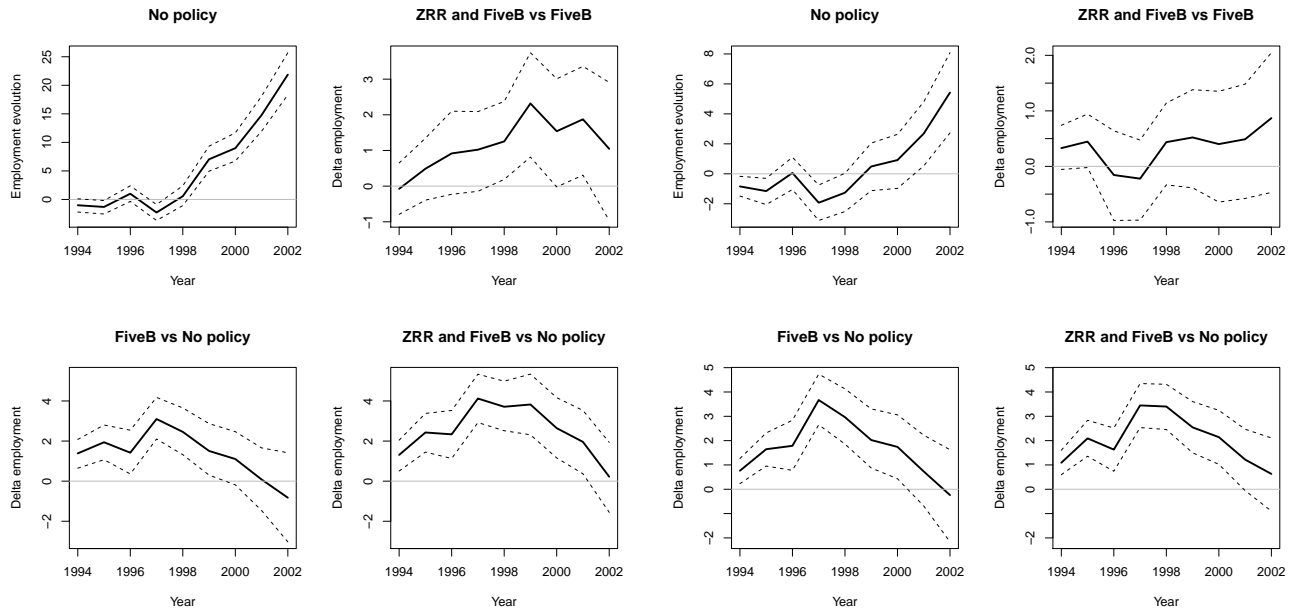 No policy
Employment evolution
25
20
15
10
5
0
1994 1996 1998 2000 2002
Year
ZRR and FiveB vs FiveB
Delta employment
3
2
1
0
−1
1994 1996 1998 2000 2002
Year
No policy
Employment evolution
8
6
4
2
0
−2
1994 1996 1998 2000 2002
Year
ZRR and FiveB vs FiveB
Delta employment
2.0
1.0
0.0
−1.0
1994 1996 1998 2000 2002
Year
FiveB vs No policy
Delta employment
4
2
0
−2
1994 1996 1998 2000 2002
Year
ZRR and FiveB vs No policy
Delta employment
4
2
0
−2
1994 1996 1998 2000 2002
Year
FiveB vs No policy
Delta employment
5
4
3
2
1
0
−2
1994 1996 1998 2000 2002
Year
ZRR and FiveB vs No policy
Delta employment
5
4
3
2
1
0
−2
1994 1996 1998 2000 2002
Year